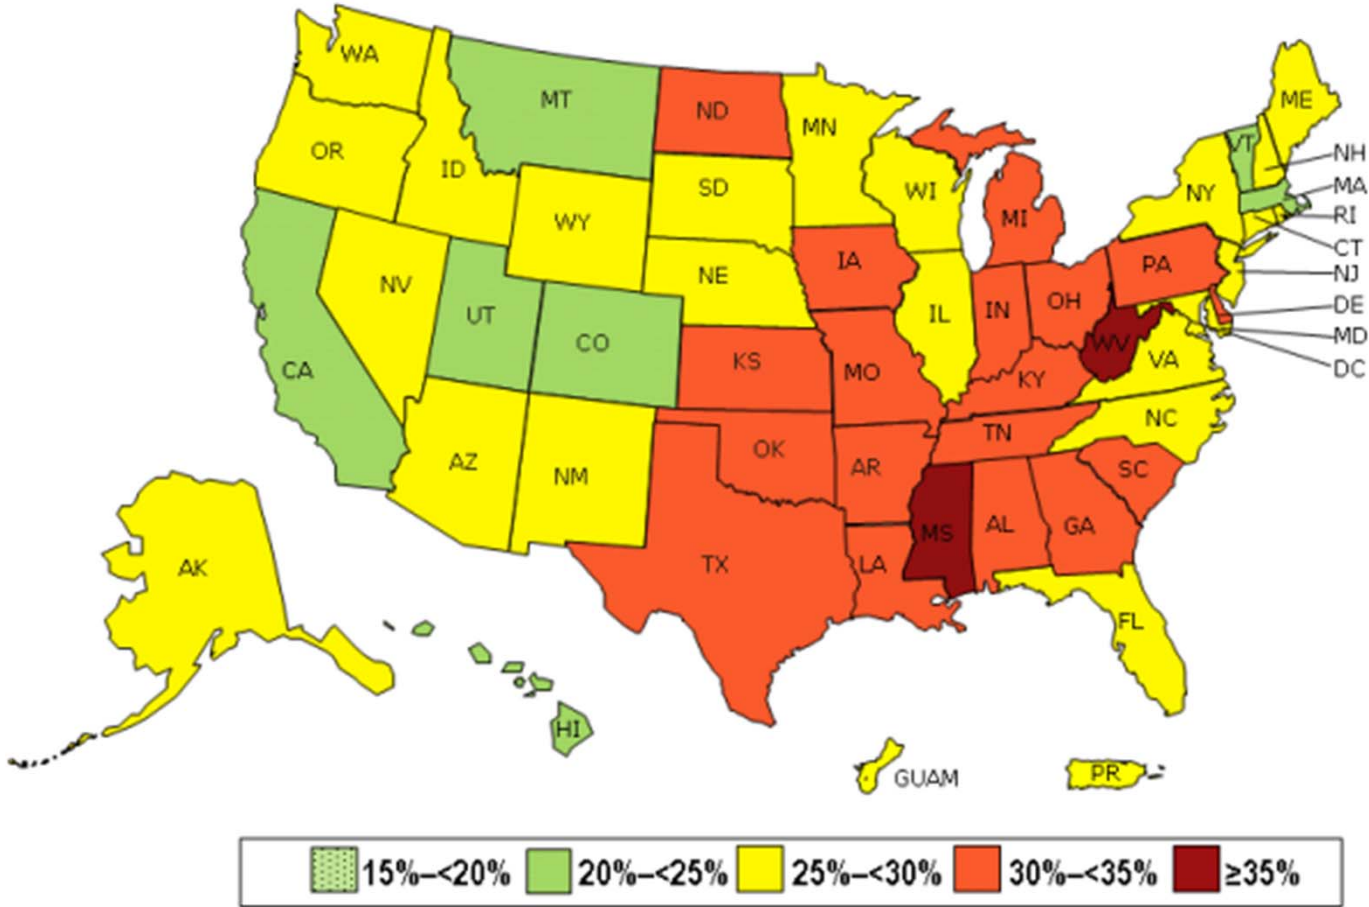 WA
MT
ND
MN
ME
OR
ID
SD
WI
VT
NH
MA
NY
RI
CT
WY
MI
IA
PA
NJ
NV
NE
UT
CO
IL
IN
OH
DE
MD
DC
CA
KS
MO
KY
WV
VA
AZ
NM
OK
AR
TN
NC
SC
MS
AL
GA
TX
LA
AK
FL
HI
GUAM
PR
15%–<20% 20%–<25% 25%–<30% 30%–<35% ≥35%